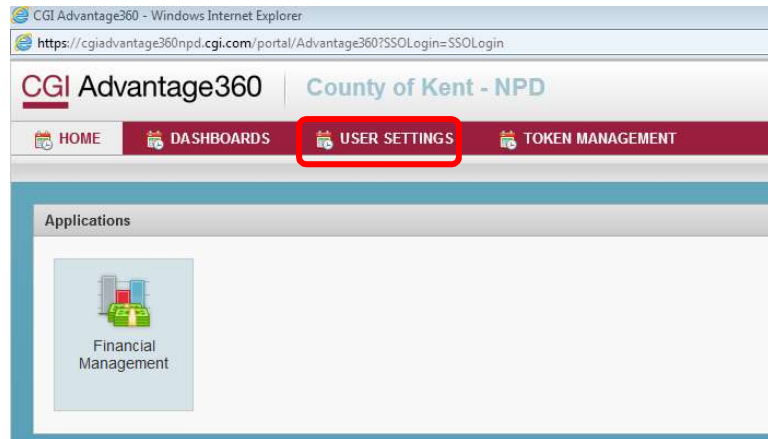 CGI Advantage360 - Windows Internet Explorer
https://cgiadvantage360npd.cgi.com/portal/Advantage360?SSOLogin=SSOLogin
CGI Advantage360 County of Kent - NPD
HOME DASHBOARDS USER SETTINGS TOKEN MANAGEMENT
Applications
Financial
Management